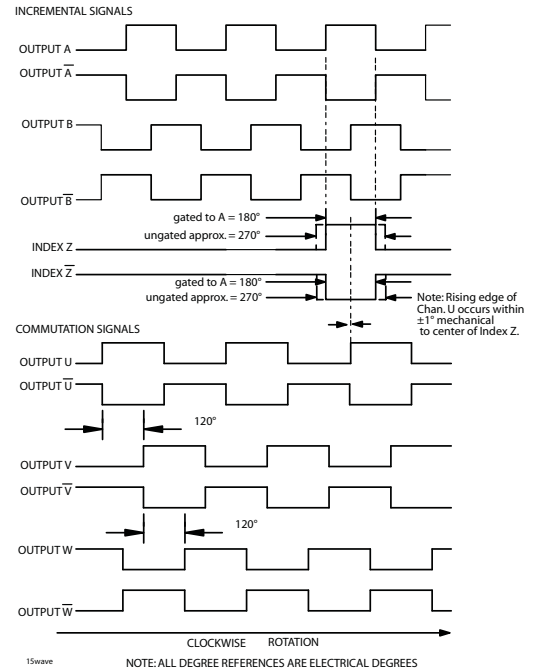 INCREMENTAL SIGNALS
OUTPUT A
OUTPUT A̅
OUTPUT B
OUTPUT B̅
gated to A = 180°
ungated approx. = 270°
INDEX Z
INDEX Z̅
gated to A = 180°
ungated approx. = 270°
Note: Rising edge of
Chan. U occurs within
±1° mechanical
to center of Index Z.
COMMUTATION SIGNALS
OUTPUT U
OUTPUT U̅
120°
OUTPUT V
OUTPUT V̅
120°
OUTPUT W
OUTPUT W̅
CLOCKWISE ROTATION
15wave
NOTE: ALL DEGREE REFERENCES ARE ELECTRICAL DEGREES